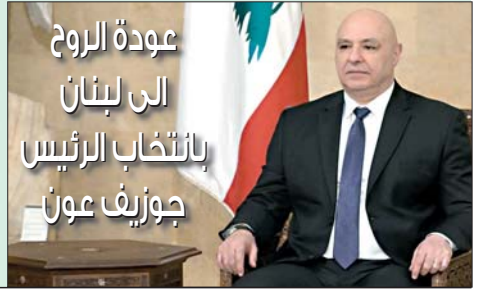 عودة الروح
الى لبنان
بانتخاب الرئيس
جوزيف عون